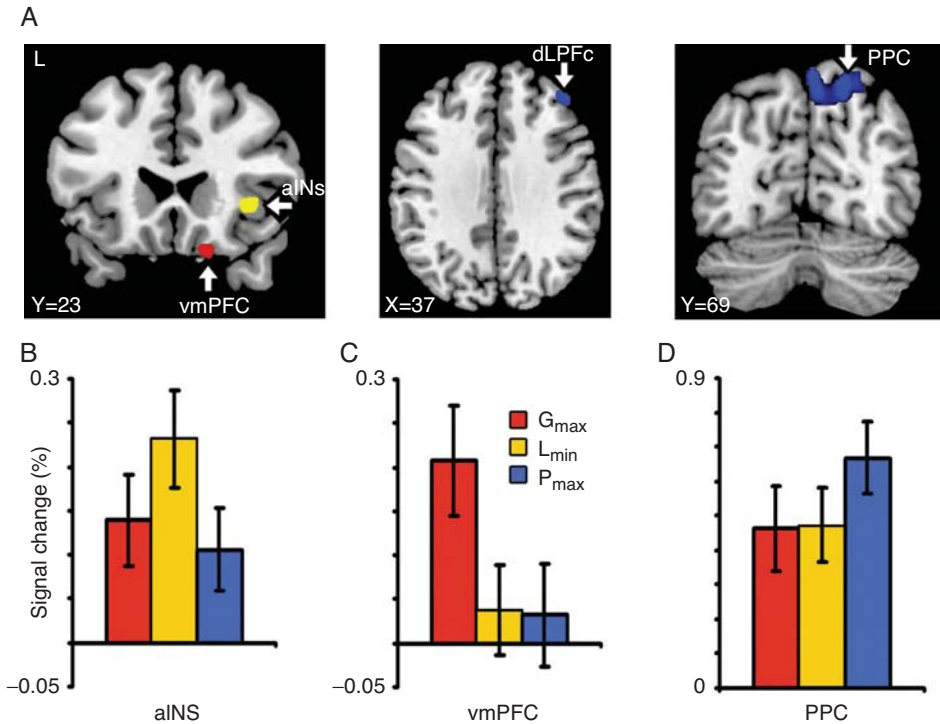 A
L
aINs
vmPFC
Y=23
dLPFc
X=37
PPC
Y=69
B
0.3
Signal change (%)
–0.05
aINS
C
0.3
Gmax
Lmin
Pmax
–0.05
vmPFC
D
0.9
0
PPC